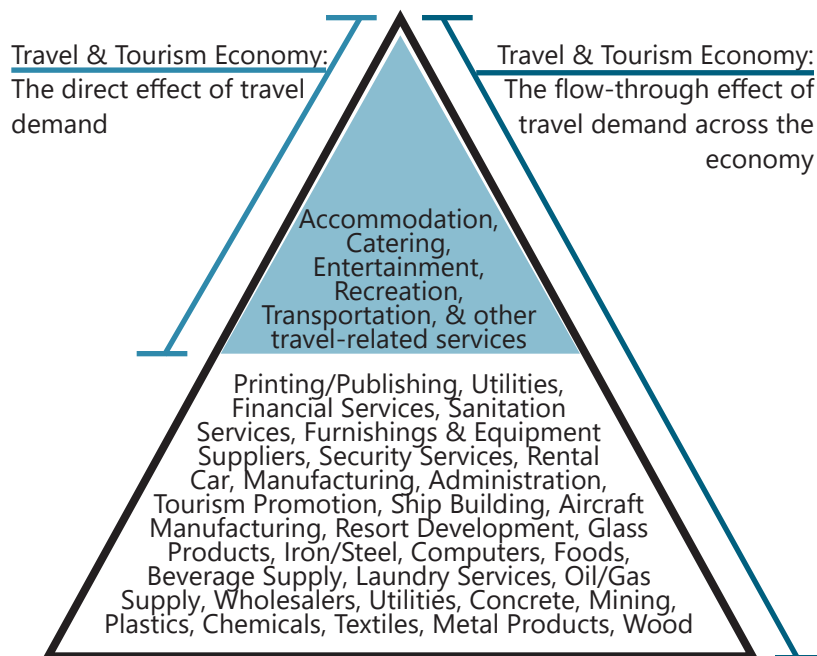 Travel & Tourism Economy:
The direct effect of travel
demand
Travel & Tourism Economy:
The flow-through effect of
travel demand across the
economy
Accommodation,
Catering,
Entertainment,
Recreation,
Transportation, & other
travel-related services
Printing/Publishing, Utilities,
Financial Services, Sanitation
Services, Furnishings & Equipment
Suppliers, Security Services, Rental
Car, Manufacturing, Administration,
Tourism Promotion, Ship Building, Aircraft
Manufacturing, Resort Development, Glass
Products, Iron/Steel, Computers, Foods,
Beverage Supply, Laundry Services, Oil/Gas
Supply, Wholesalers, Utilities, Concrete, Mining,
Plastics, Chemicals, Textiles, Metal Products, Wood